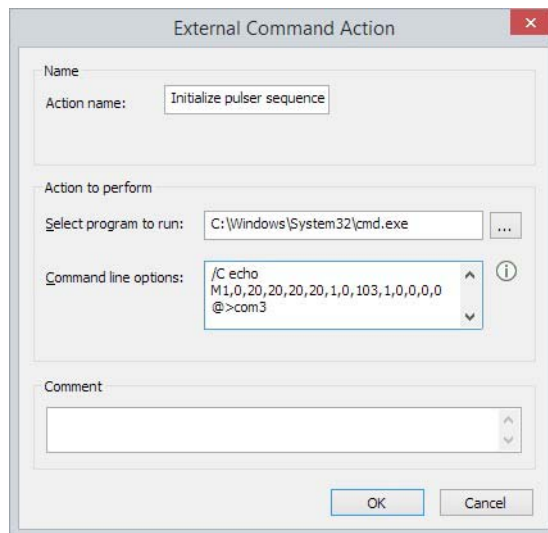 External Command Action
Name
Action name:
Initialize pulser sequence
Action to perform
Select program to run:
C:\Windows\System32\cmd.exe
...
Command line options:
/C echo
M1,0,20,20,20,20,1,0,103,1,0,0,0,0
@>com3
Comment
OK
Cancel